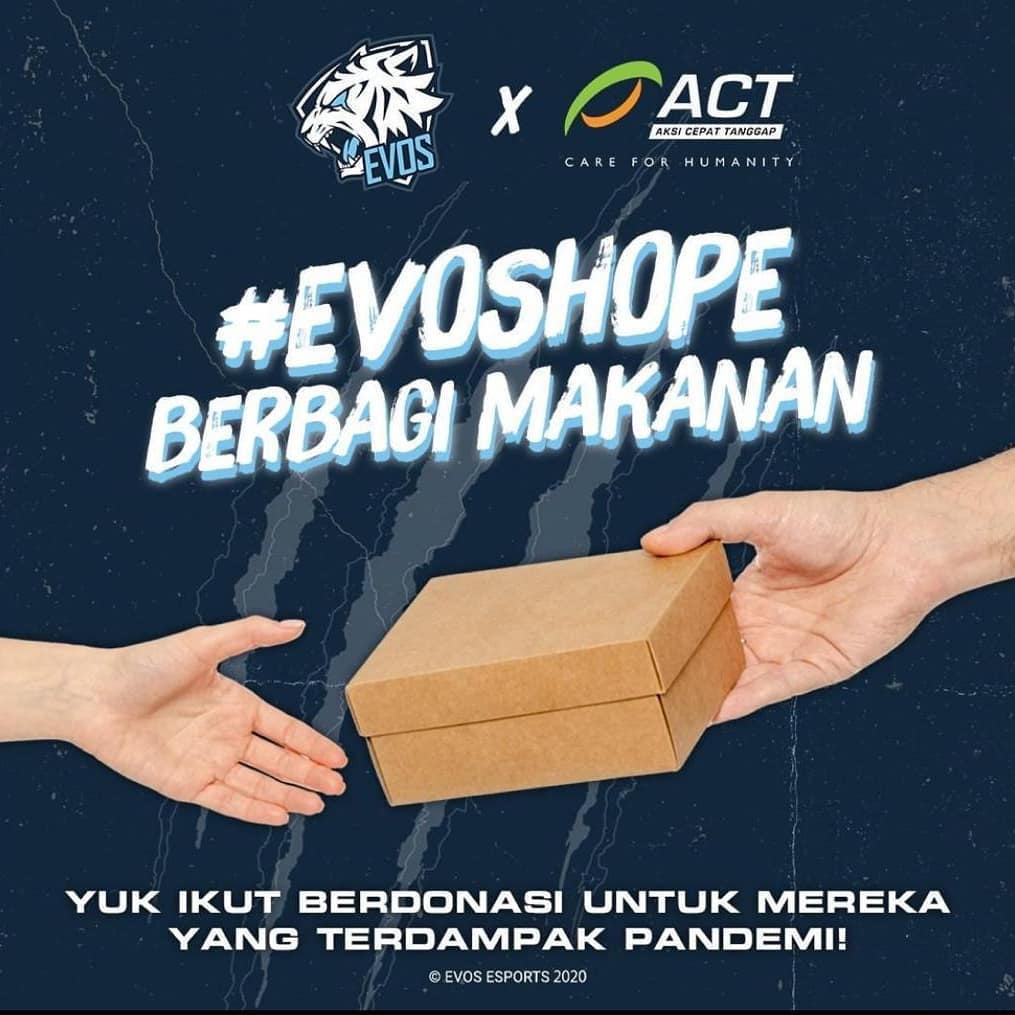 EVOS
X
ACT
AKSI CEPAT TANGGAP
CARE FOR HUMANITY
#EVOSHOPE
BERBAGI MAKANAN
YUK IKUT BERDONASI UNTUK MEREKA
YANG TERDAMPAK PANDEMI!
© EVOS ESPORTS 2020